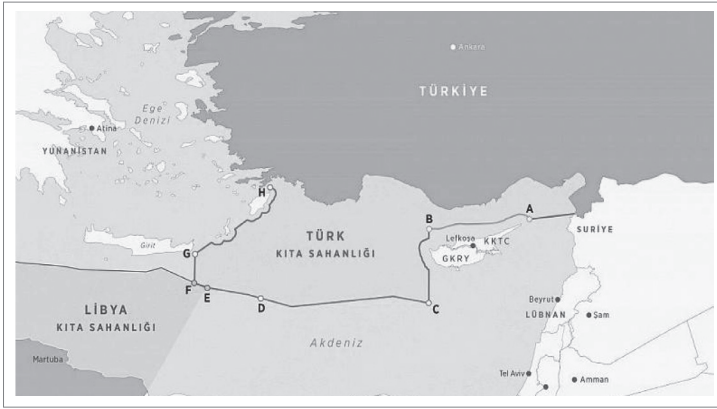 Ankara
TÜRKİYE
Ege
Denizi
Atina
YUNANİSTAN
H
A
B
TÜRK
KITA SAHANLIĞI
Lefkoşa
KKTC
GKRY
SURİYE
Girit
G
F
E
D
C
LİBYA
KITA SAHANLIĞI
Beyrut
LÜBNAN
Şam
Akdeniz
Martuba
Tel Aviv
Amman